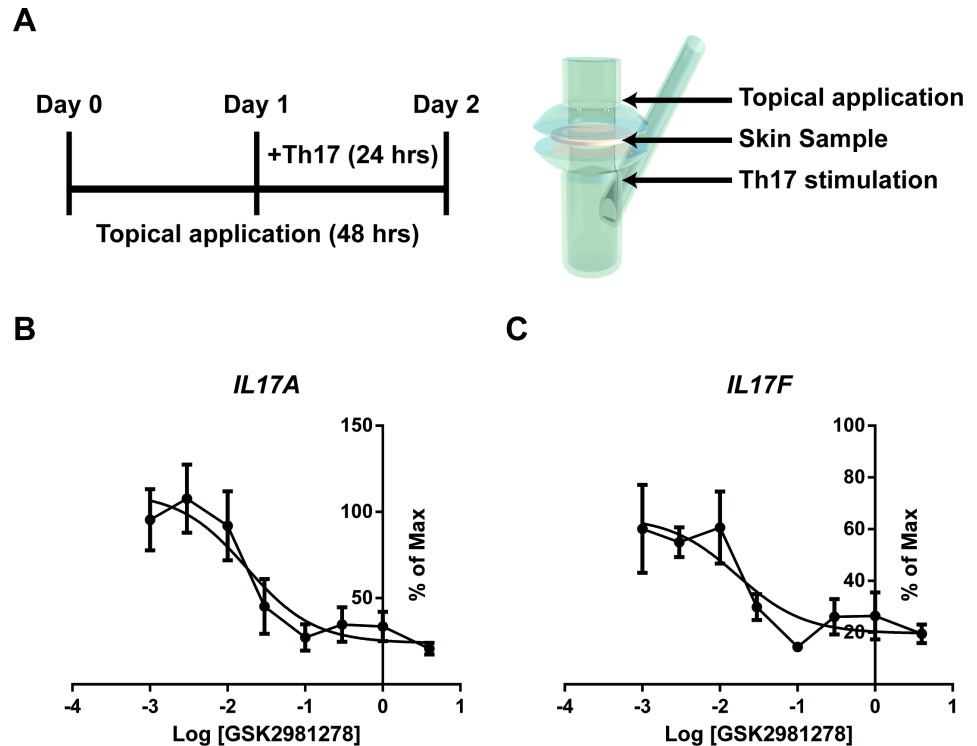 A
Day 0 Day 1 Day 2
+Th17 (24 hrs)
Topical application (48 hrs)
Topical application
Skin Sample
Th17 stimulation
B
IL17A
150
100
50
% of Max
-4 -3 -2 -1 0 1
Log [GSK2981278]
C
IL17F
100
80
60
40
20
% of Max
-4 -3 -2 -1 0 1
Log [GSK2981278]